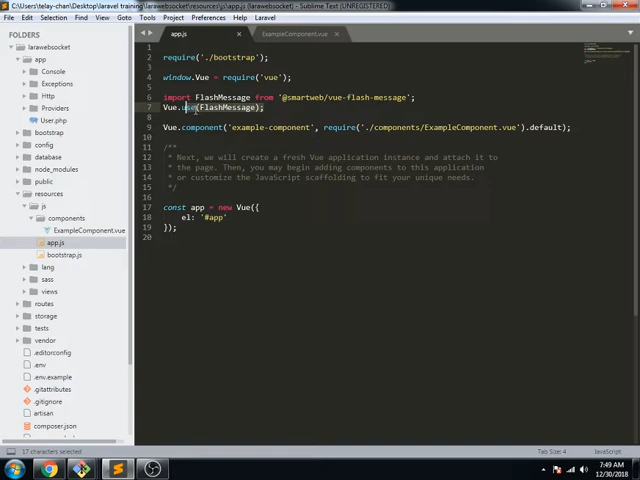 C:\Users\telay-chan\Desktop\laravel training\larawebsocket\resources\js\app.js (larawebsocket) - Sublime Text (UNREGISTERED)
File Edit Selection Find View Goto Tools Project Preferences Help Laravel
FOLDERS
larawebsocket
app
Console
Exceptions
Http
Providers
User.php
bootstrap
config
database
node_modules
public
resources
js
components
ExampleComponent.vue
app.js
bootstrap.js
lang
sass
views
routes
storage
tests
vendor
.editorconfig
.env
.env.example
.gitattributes
.gitignore
artisan
composer.json
app.js
ExampleComponent.vue
1
2 require('./bootstrap');
3
4 window.Vue = require('vue');
5
6 import FlashMessage from '@smartweb/vue-flash-message';
7 Vue.use(FlashMessage);
8
9 Vue.component('example-component', require('./components/ExampleComponent.vue').default);
10
11 /**
12 * Next, we will create a fresh Vue application instance and attach it to
13 * the page. Then, you may begin adding components to this application
14 * or customize the JavaScript scaffolding to fit your unique needs.
15 */
16
17 const app = new Vue({
18 el: '#app'
19 });
20
17 characters selected
Tab Size: 4
JavaScript
7:49 AM
12/30/2018